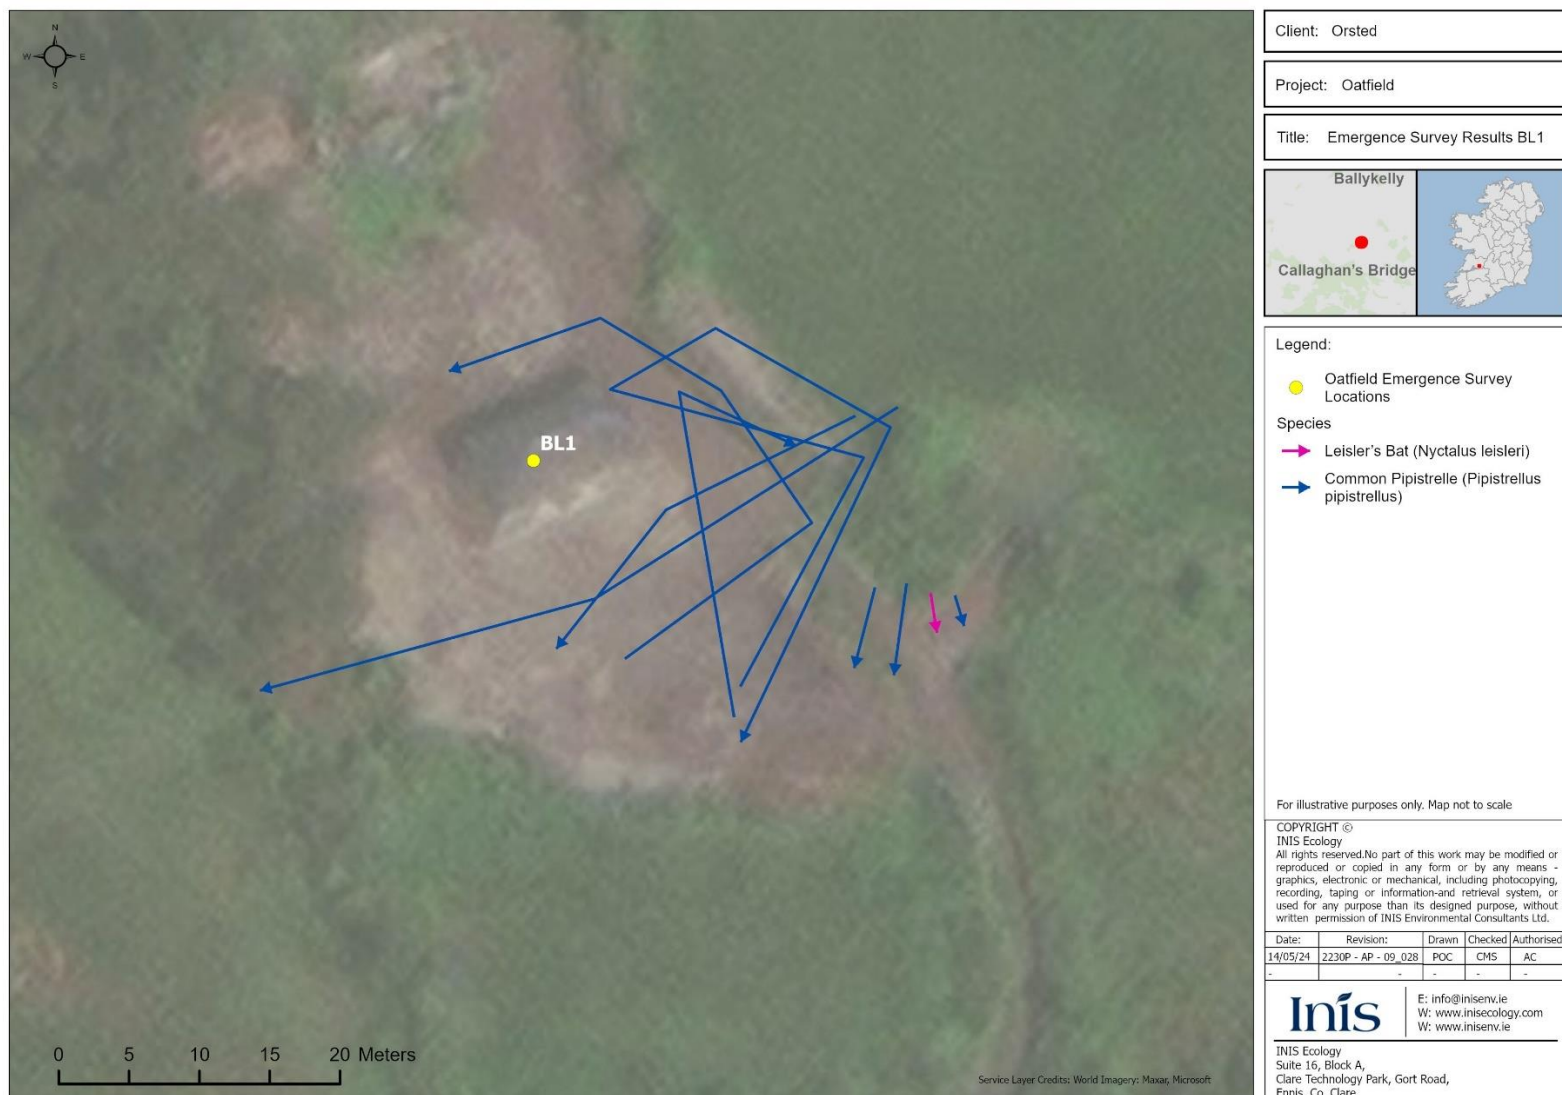 N
W E
S
BL1
0 5 10 15 20 Meters
Service Layer Credits: World Imagery: Maxar, Microsoft
Client: Orsted
Project: Oatfield
Title: Emergence Survey Results BL1
Ballykelly
Callaghan's Bridge
Legend:
Oatfield Emergence Survey
Locations
Species
Leisler's Bat (Nyctalus leisleri)
Common Pipistrelle (Pipistrellus
pipistrellus)
For illustrative purposes only. Map not to scale
COPYRIGHT ©
INIS Ecology
All rights reserved.No part of this work may be modified or
reproduced or copied in any form or by any means -
graphics, electronic or mechanical, including photocopying,
recording, taping or information-and retrieval system, or
used for any purpose than its designed purpose, without
written permission of INIS Environmental Consultants Ltd.
Date: Revision: Drawn Checked Authorised
14/05/24 2230P - AP - 09_028 POC CMS AC
- - - - -
Inís
E: info@inisenv.ie
W: www.inisecology.com
W: www.inisenv.ie
INIS Ecology
Suite 16, Block A,
Clare Technology Park, Gort Road,
Ennis, Co. Clare